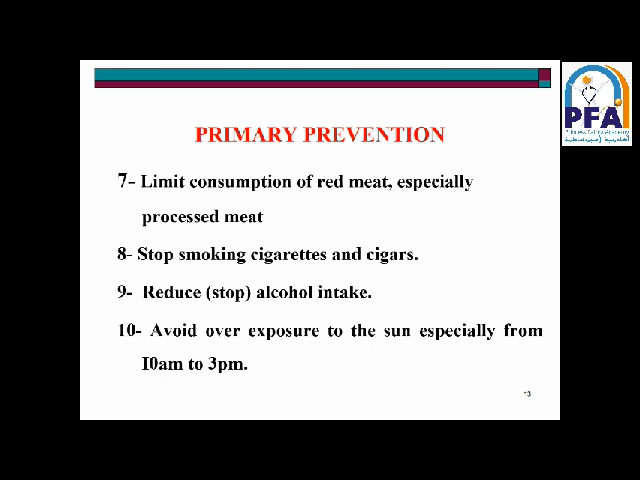 PRIMARY PREVENTION
7- Limit consumption of red meat, especially
processed meat
8- Stop smoking cigarettes and cigars.
9- Reduce (stop) alcohol intake.
10- Avoid over exposure to the sun especially from
I0am to 3pm.
13
PFA